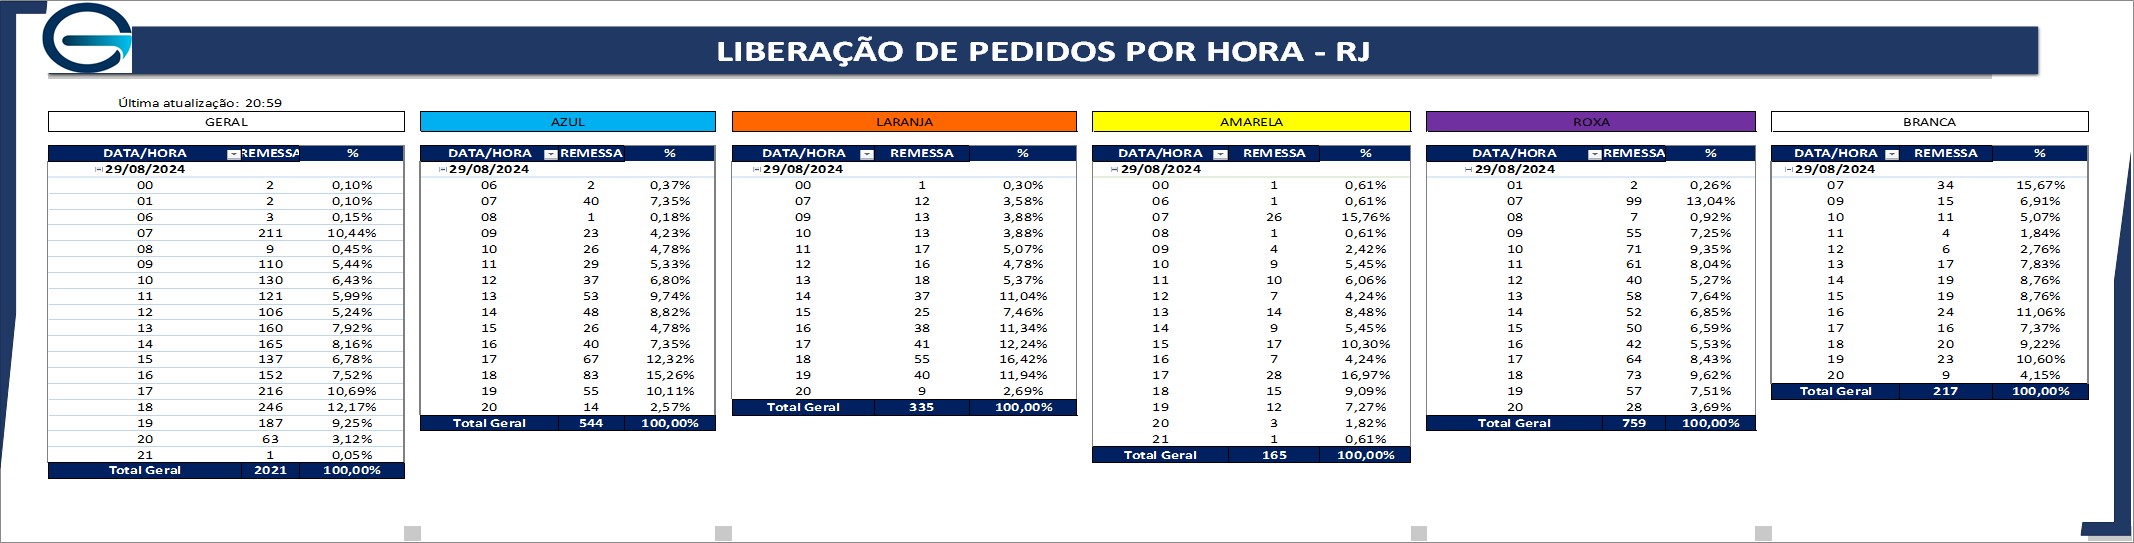 LIBERAÇÃO DE PEDIDOS POR HORA - RJ
Última atualização: 20:59
GERAL
DATA/HORA REMESSA %
29/08/2024
00 2 0,10%
01 2 0,10%
06 3 0,15%
07 211 10,44%
08 9 0,45%
09 110 5,44%
10 130 6,43%
11 121 5,99%
12 106 5,24%
13 160 7,92%
14 165 8,16%
15 137 6,78%
16 152 7,52%
17 216 10,69%
18 246 12,17%
19 187 9,25%
20 63 3,12%
21 1 0,05%
Total Geral 2021 100,00%
AZUL
DATA/HORA REMESSA %
29/08/2024
06 2 0,37%
07 40 7,35%
08 1 0,18%
09 23 4,23%
10 26 4,78%
11 29 5,33%
12 37 6,80%
13 53 9,74%
14 48 8,82%
15 26 4,78%
16 40 7,35%
17 67 12,32%
18 83 15,26%
19 55 10,11%
20 14 2,57%
Total Geral 544 100,00%
LARANJA
DATA/HORA REMESSA %
29/08/2024
00 1 0,30%
07 12 3,58%
09 13 3,88%
10 13 3,88%
11 17 5,07%
12 16 4,78%
13 18 5,37%
14 37 11,04%
15 25 7,46%
16 38 11,34%
17 41 12,24%
18 55 16,42%
19 40 11,94%
20 9 2,69%
Total Geral 335 100,00%
AMARELA
DATA/HORA REMESSA %
29/08/2024
00 1 0,61%
06 1 0,61%
07 26 15,76%
08 1 0,61%
09 4 2,42%
10 9 5,45%
11 10 6,06%
12 7 4,24%
13 14 8,48%
14 9 5,45%
15 17 10,30%
16 7 4,24%
17 28 16,97%
18 15 9,09%
19 12 7,27%
20 3 1,82%
21 1 0,61%
Total Geral 165 100,00%
ROXA
DATA/HORA REMESSA %
29/08/2024
01 2 0,26%
07 99 13,04%
08 7 0,92%
09 55 7,25%
10 71 9,35%
11 61 8,04%
12 40 5,27%
13 58 7,64%
14 52 6,85%
15 50 6,59%
16 42 5,53%
17 64 8,43%
18 73 9,62%
19 57 7,51%
20 28 3,69%
Total Geral 759 100,00%
BRANCA
DATA/HORA REMESSA %
29/08/2024
07 34 15,67%
09 15 6,91%
10 11 5,07%
11 4 1,84%
12 6 2,76%
13 17 7,83%
14 19 8,76%
15 19 8,76%
16 24 11,06%
17 16 7,37%
18 20 9,22%
19 23 10,60%
20 9 4,15%
Total Geral 217 100,00%